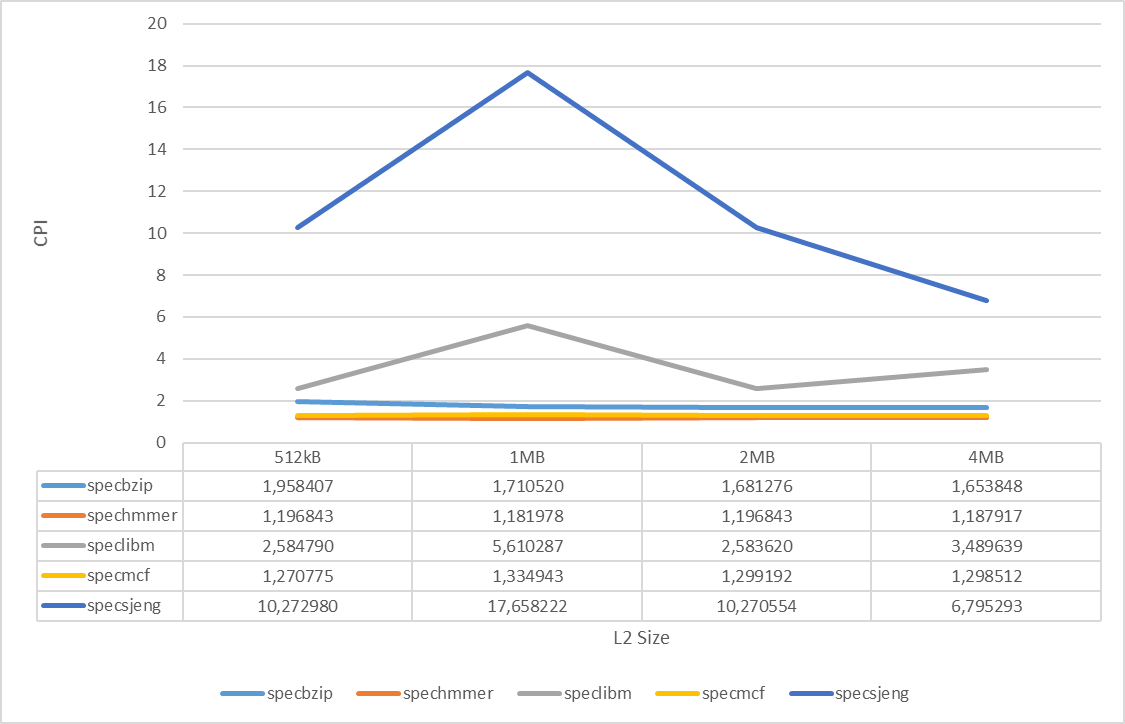 20
18
16
14
12
10
8
6
4
2
0
CPI
512kB 1MB 2MB 4MB
specbzip 1,958407 1,710520 1,681276 1,653848
spechmmer 1,196843 1,181978 1,196843 1,187917
speclibm 2,584790 5,610287 2,583620 3,489639
specmcf 1,270775 1,334943 1,299192 1,298512
specsjeng 10,272980 17,658222 10,270554 6,795293
L2 Size
specbzip spechmmer speclibm specmcf specsjeng